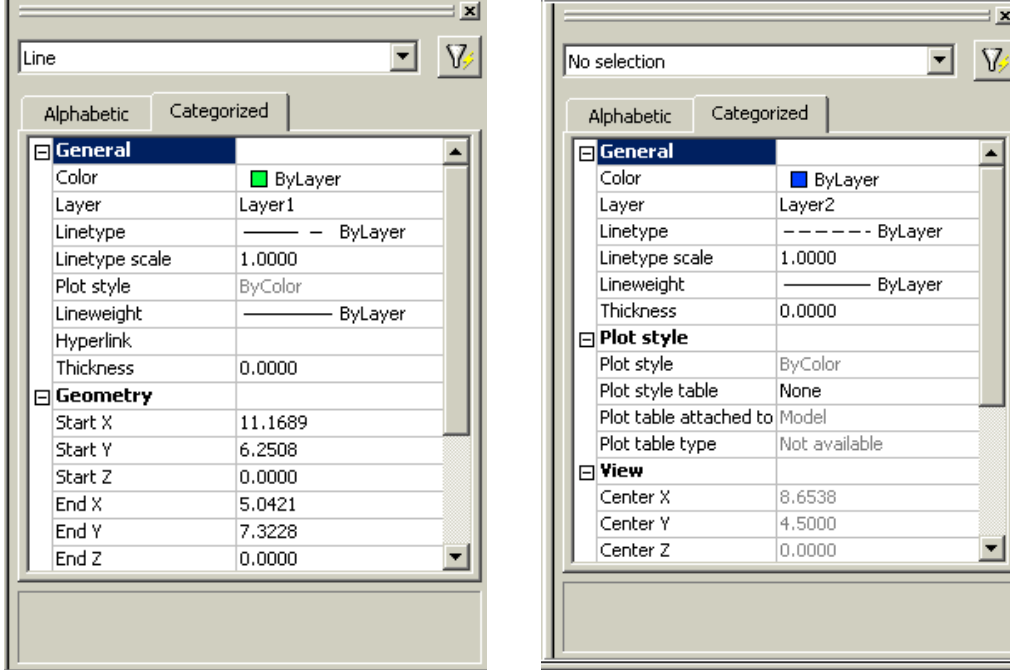 Line
Alphabetic Categorized
General
Color ByLayer
Layer Layer1
Linetype ByLayer
Linetype scale 1.0000
Plot style ByColor
Lineweight ByLayer
Hyperlink
Thickness 0.0000
Geometry
Start X 11.1689
Start Y 6.2508
Start Z 0.0000
End X 5.0421
End Y 7.3228
End Z 0.0000
No selection
Alphabetic Categorized
General
Color ByLayer
Layer Layer2
Linetype ByLayer
Linetype scale 1.0000
Lineweight ByLayer
Thickness 0.0000
Plot style
Plot style ByColor
Plot style table None
Plot table attached to Model
Plot table type Not available
View
Center X 8.6538
Center Y 4.5000
Center Z 0.0000